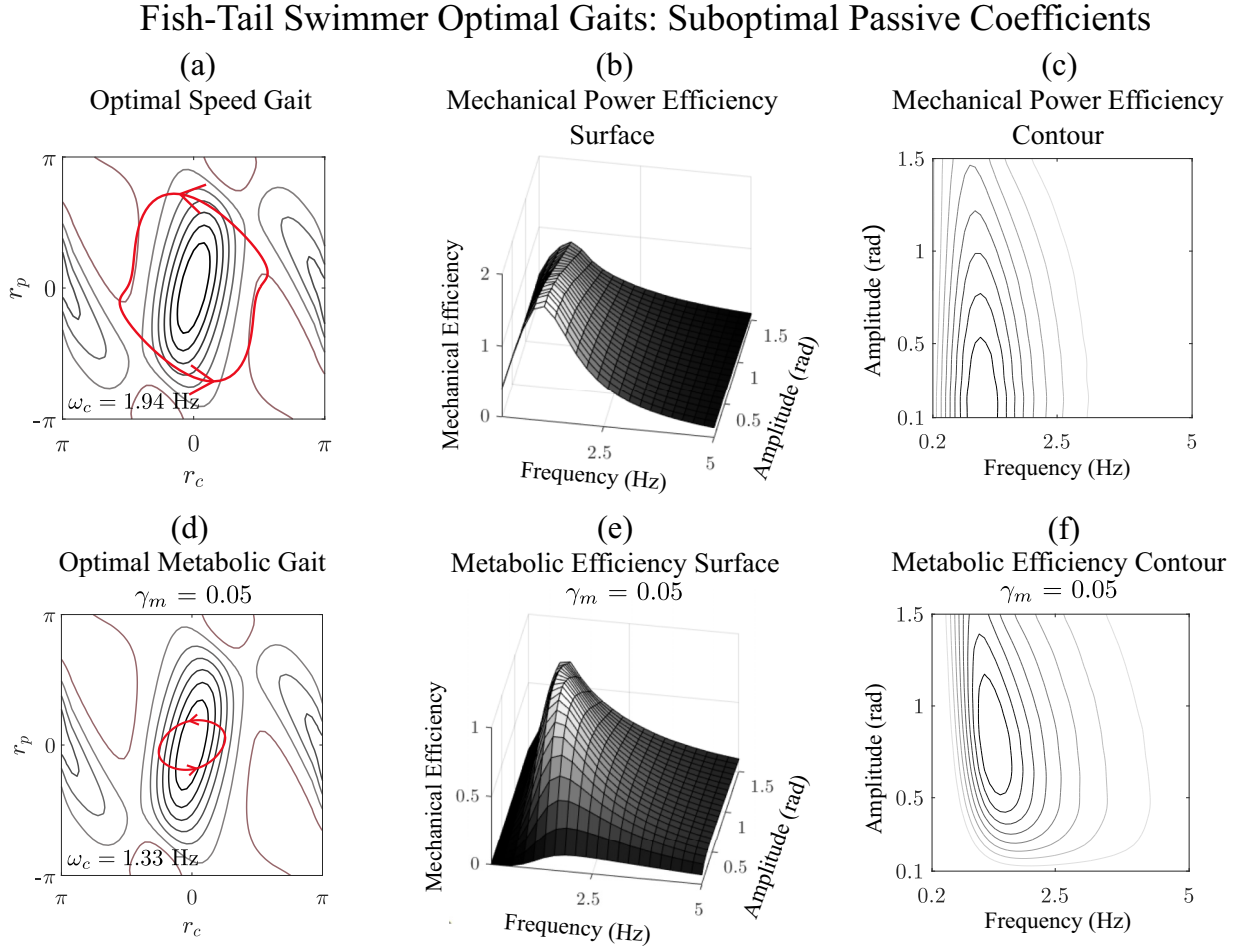 Fish-Tail Swimmer Optimal Gaits: Suboptimal Passive Coefficients
(a)
Optimal Speed Gait
π
r_p
0
-π
ω_c = 1.94 Hz
π
0
π
r_c
(b)
Mechanical Power Efficiency
Surface
Mechanical Efficiency
2
1
0
2.5
5
Frequency (Hz)
1.5
1
0.5
Amplitude (rad)
(c)
Mechanical Power Efficiency
Contour
Amplitude (rad)
1.5
1
0.5
0.1
0.2
2.5
5
Frequency (Hz)
(d)
Optimal Metabolic Gait
γ_m = 0.05
π
r_p
0
-π
ω_c = 1.33 Hz
π
0
π
r_c
(e)
Metabolic Efficiency Surface
γ_m = 0.05
Mechanical Efficiency
1
0.5
0
2.5
5
Frequency (Hz)
1.5
1
0.5
Amplitude (rad)
(f)
Metabolic Efficiency Contour
γ_m = 0.05
Amplitude (rad)
1.5
1
0.5
0.1
0.2
2.5
5
Frequency (Hz)